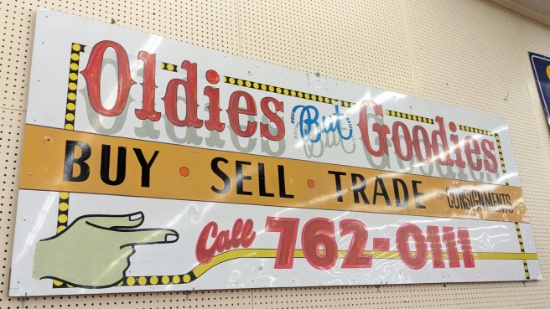 Oldies But Goodies
BUY • SELL • TRADE • CONSIGNMENTS
Call 762-0111